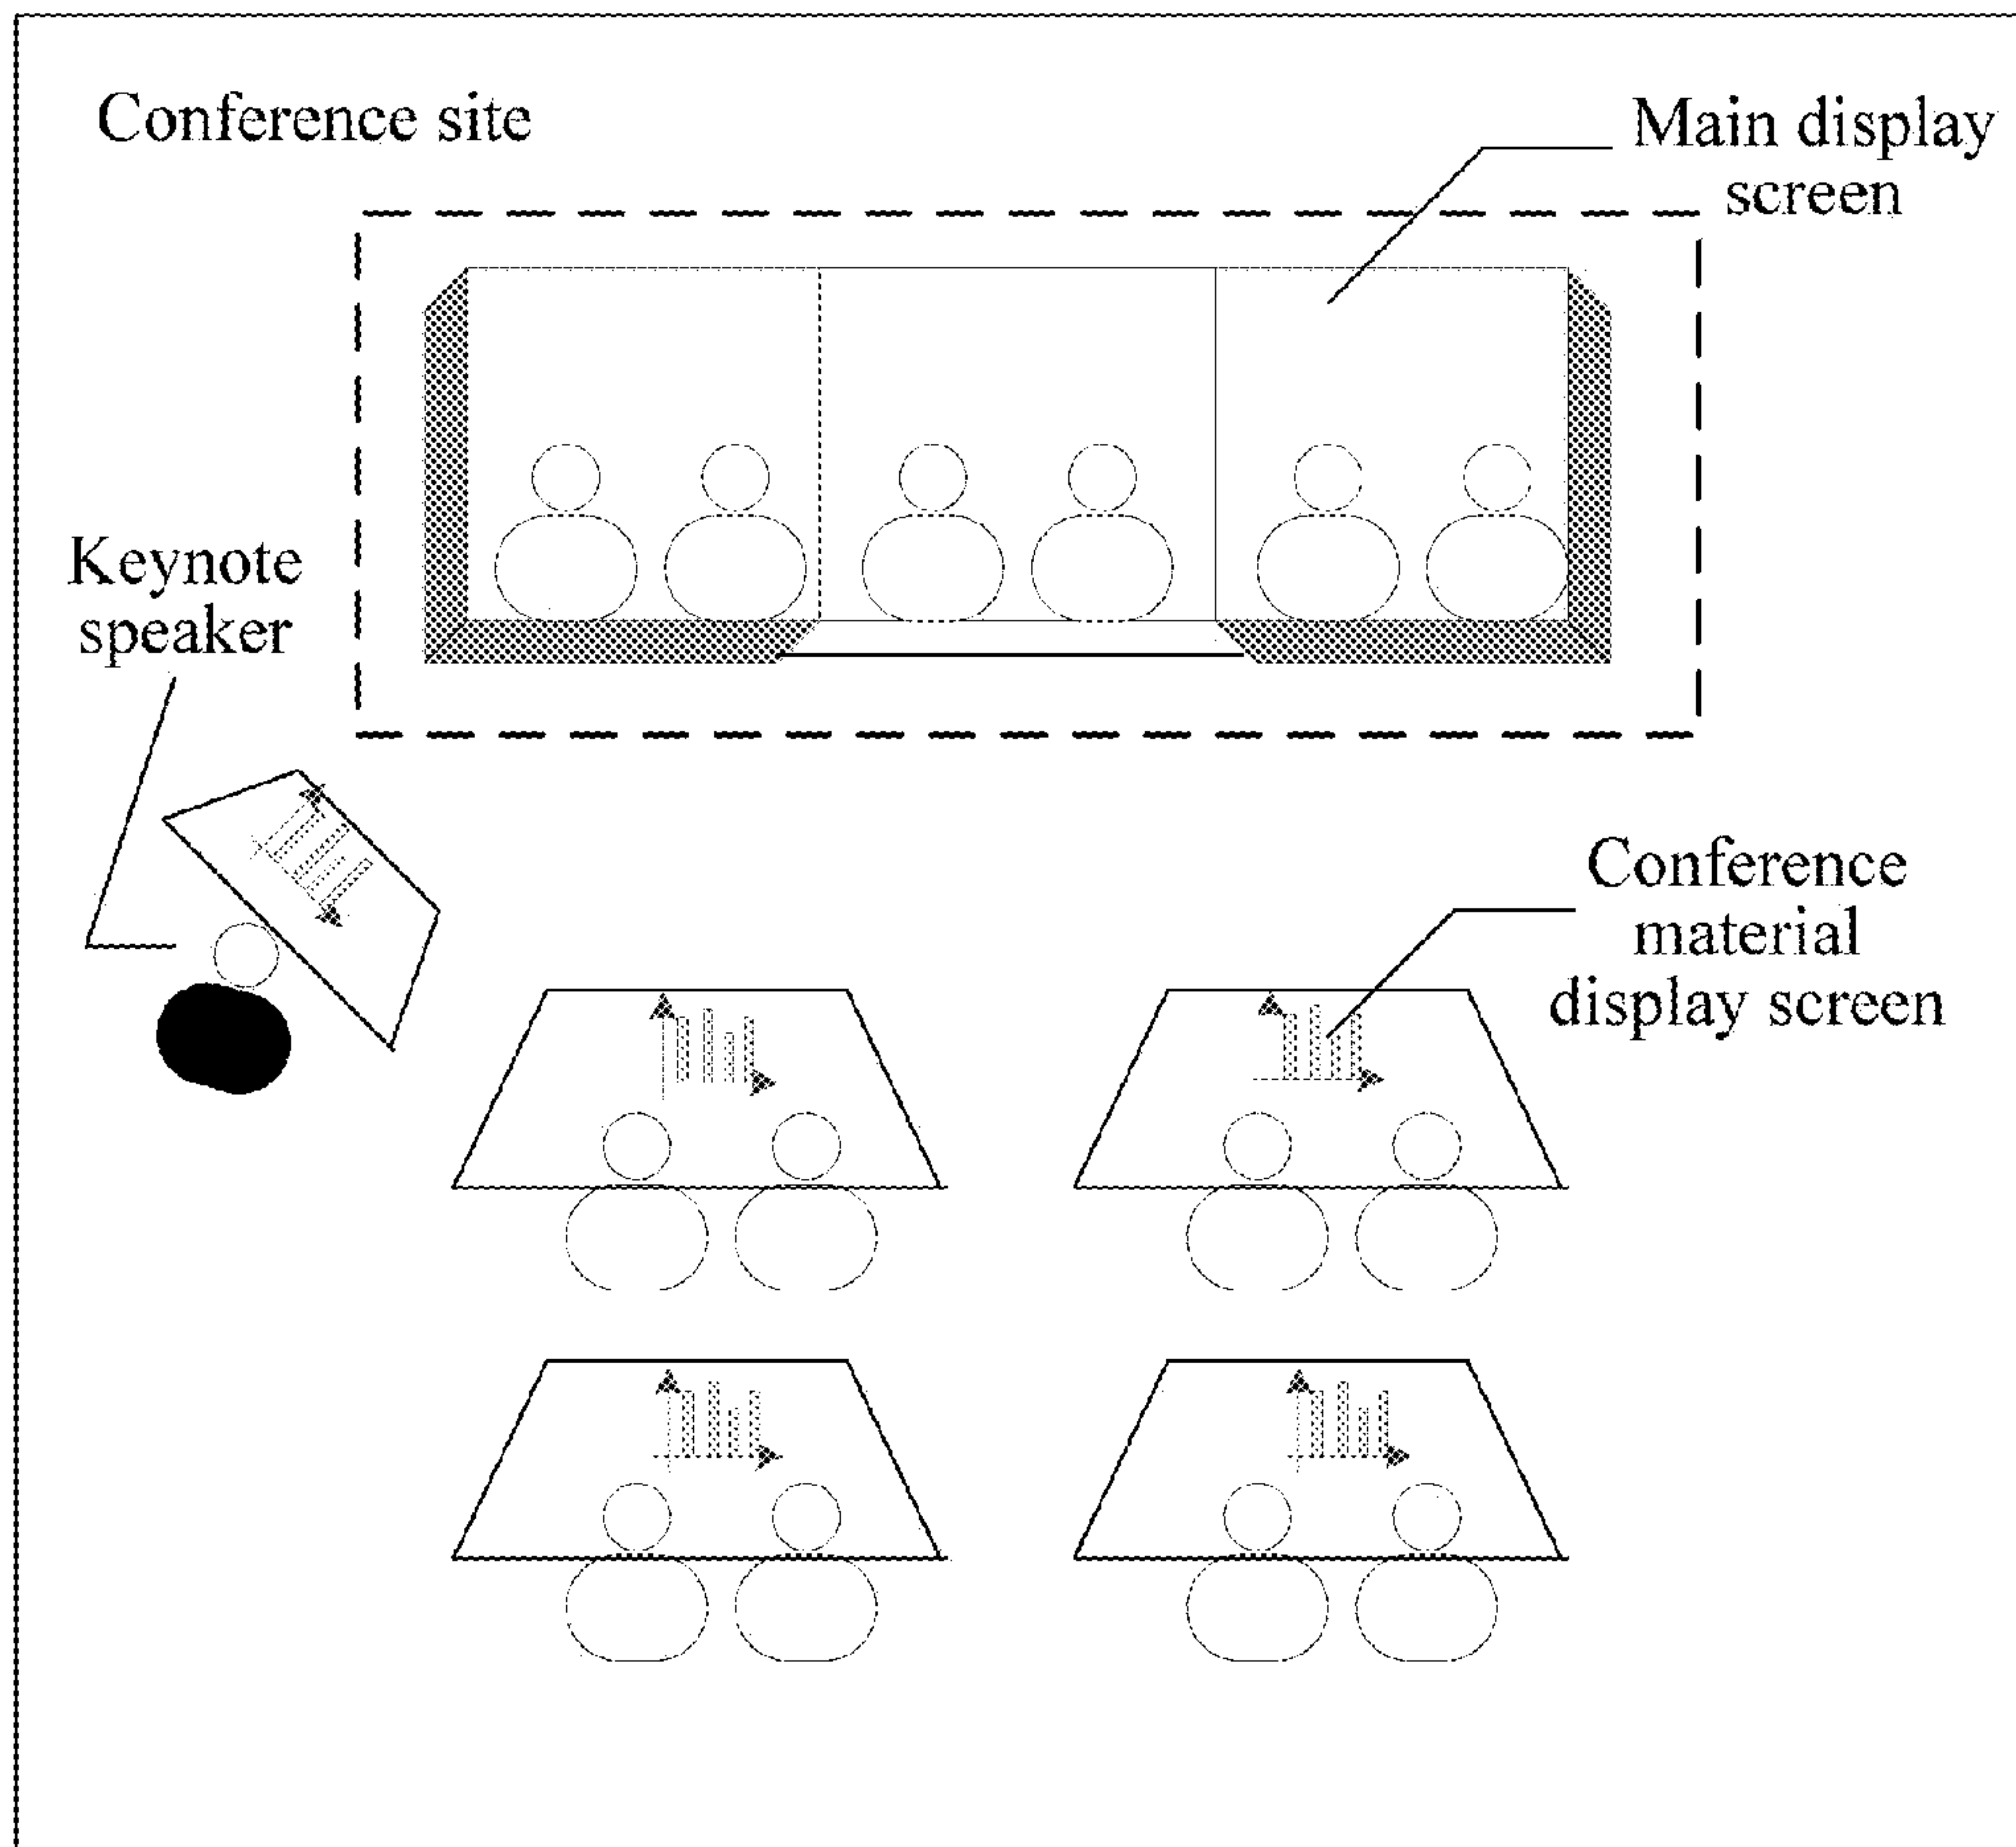 Conference site
Main display
screen
Keynote
speaker
Conference
material
display screen